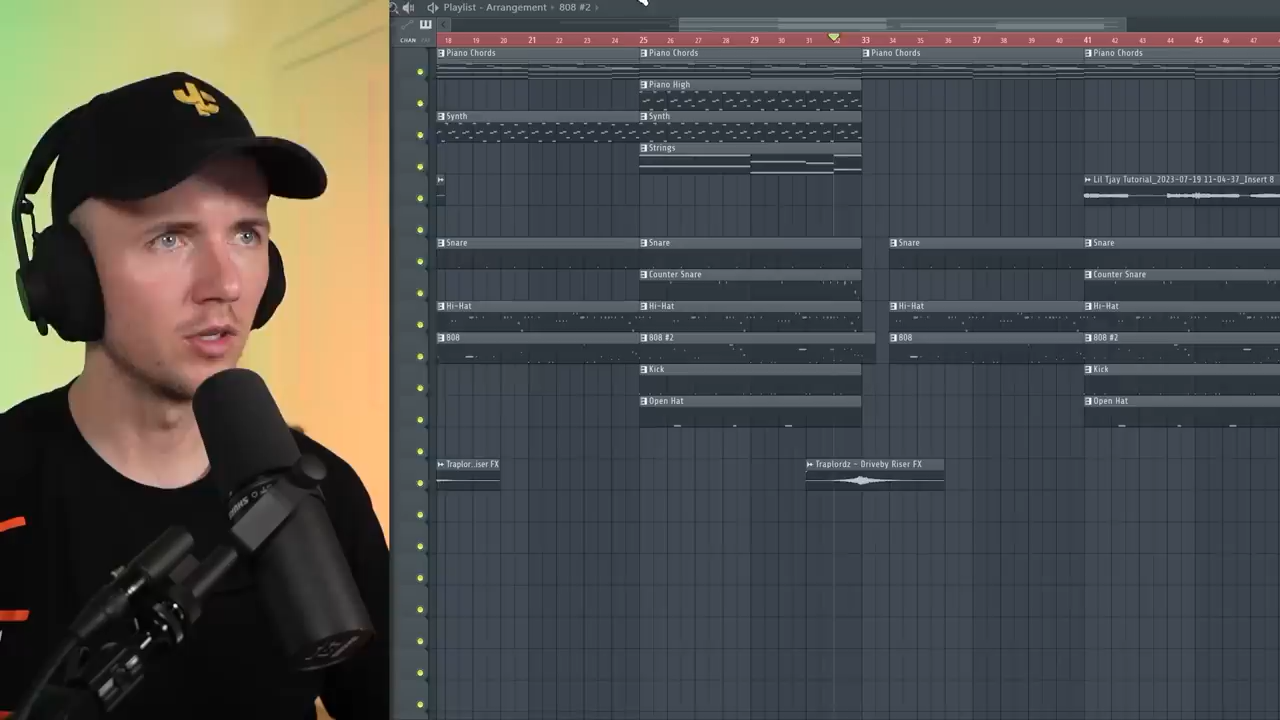 Playlist - Arrangement › 808 #2 ›
CHAN PAT
18 19 20 21 22 23 24 25 26 27 28 29 30 31 32 33 34 35 36 37 38 39 40 41 42 43 44 45 46 47
Piano Chords Piano Chords Piano Chords Piano Chords
Piano High
Synth Synth
Strings
Lil Tjay Tutorial_2023-07-19 11-04-37_Insert 8
Snare Snare Snare Snare
Counter Snare Counter Snare
Hi-Hat Hi-Hat Hi-Hat Hi-Hat
808 808 #2 808 808 #2
Kick Kick
Open Hat Open Hat
Traplor..iser FX Traplordz - Driveby Riser FX
SHURE